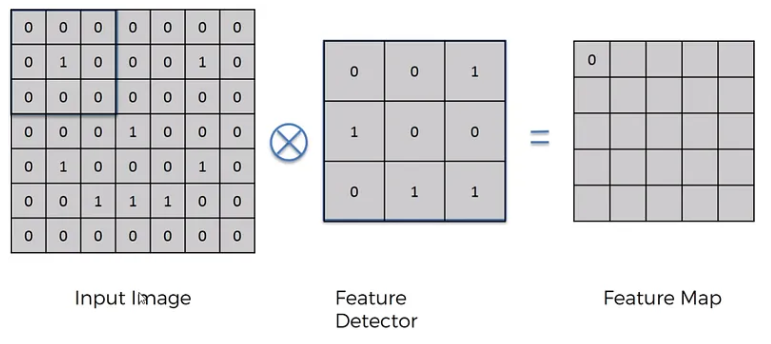 0 0 0 0 0 0 0
0 1 0 0 0 1 0
0 0 0 0 0 0 0
0 0 0 1 0 0 0
0 1 0 0 0 1 0
0 0 1 1 1 0 0
0 0 0 0 0 0 0
0 0 1
1 0 0
0 1 1
=
0
Input Image
Feature
Detector
Feature Map